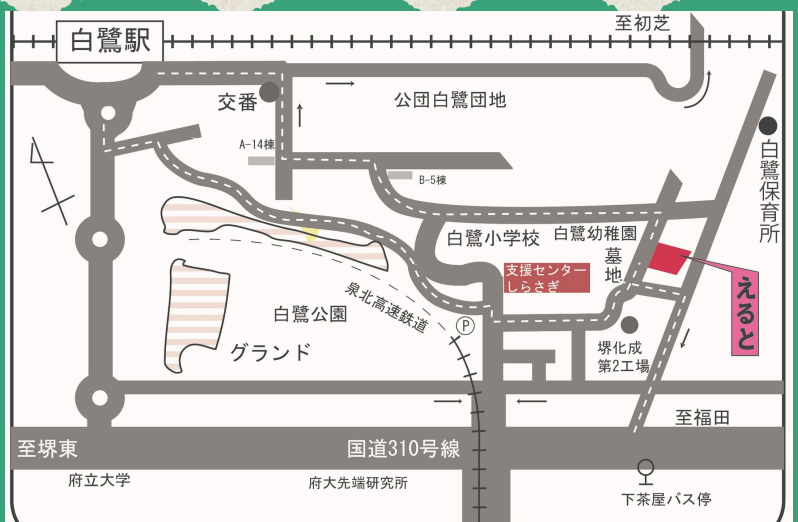 至初芝
白鷺駅
交番
公団白鷺団地
A-14棟
B-5棟
白鷺保育所
白鷺小学校
白鷺幼稚園
墓地
支援センター
しらさぎ
えると
泉北高速鉄道
白鷺公園
P
グランド
堺化成
第2工場
至福田
至堺東
国道310号線
府立大学
府大先端研究所
下茶屋バス停